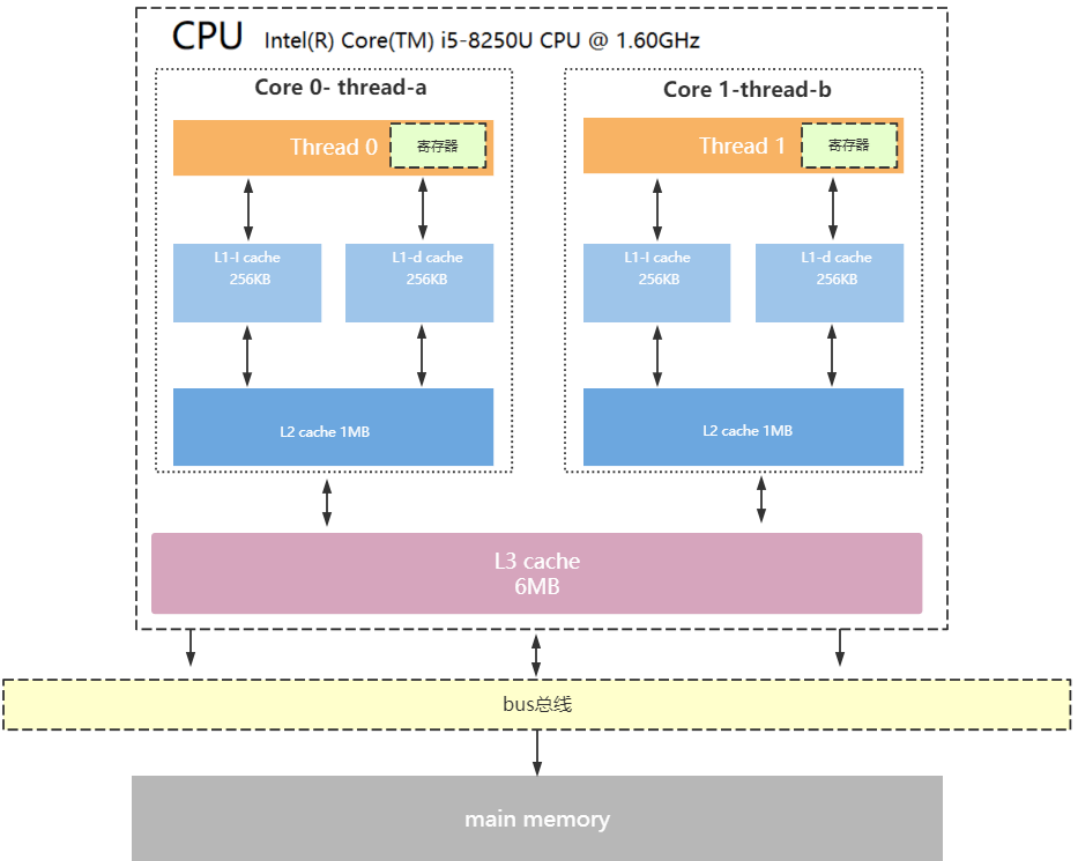 CPU Intel(R) Core(TM) i5-8250U CPU @ 1.60GHz
Core 0- thread-a
Thread 0
寄存器
L1-I cache
256KB
L1-d cache
256KB
L2 cache 1MB
Core 1-thread-b
Thread 1
寄存器
L1-I cache
256KB
L1-d cache
256KB
L2 cache 1MB
L3 cache
6MB
bus总线
main memory